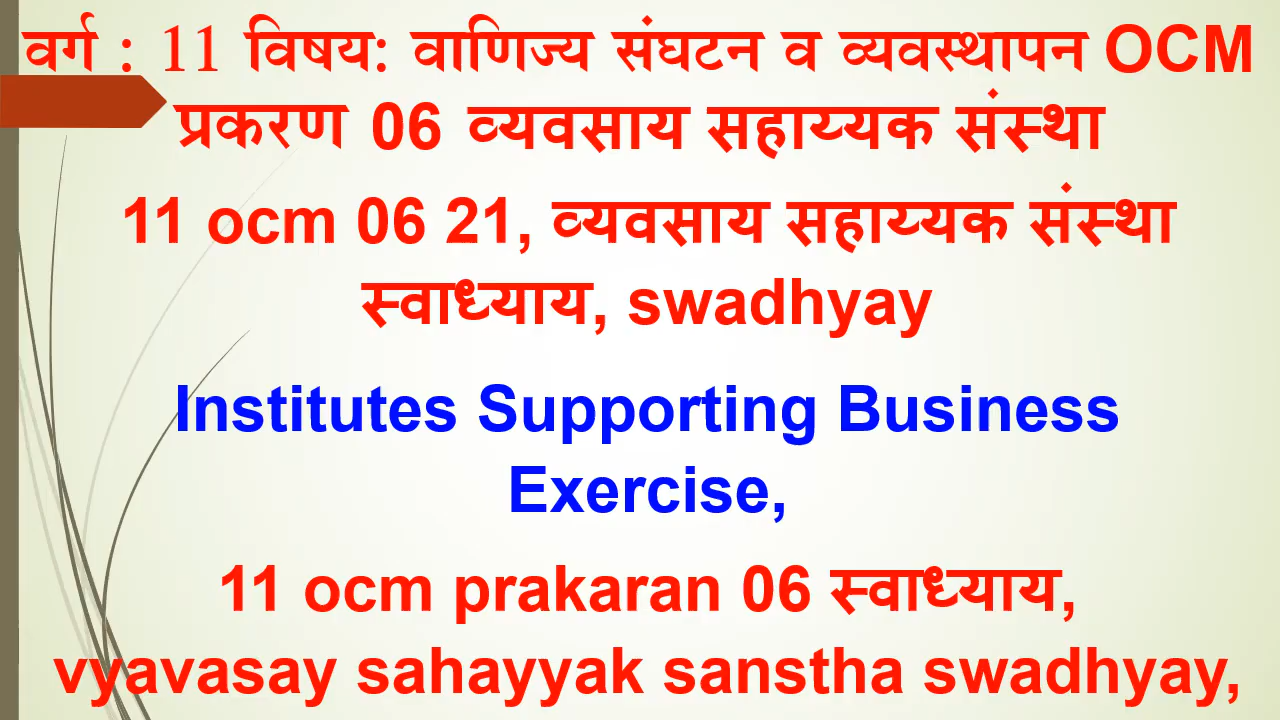 वर्ग : 11 विषय: वाणिज्य संघटन व व्यवस्थापन OCM
प्रकरण 06 व्यवसाय सहाय्यक संस्था
11 ocm 06 21, व्यवसाय सहाय्यक संस्था
स्वाध्याय, swadhyay
Institutes Supporting Business
Exercise,
11 ocm prakaran 06 स्वाध्याय,
vyavasay sahayyak sanstha swadhyay,